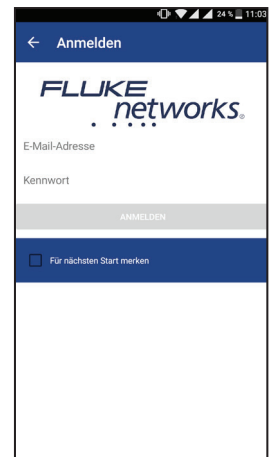 24 % 11:03
Anmelden
FLUKE
networks®
E-Mail-Adresse
Kennwort
ANMELDEN
Für nächsten Start merken